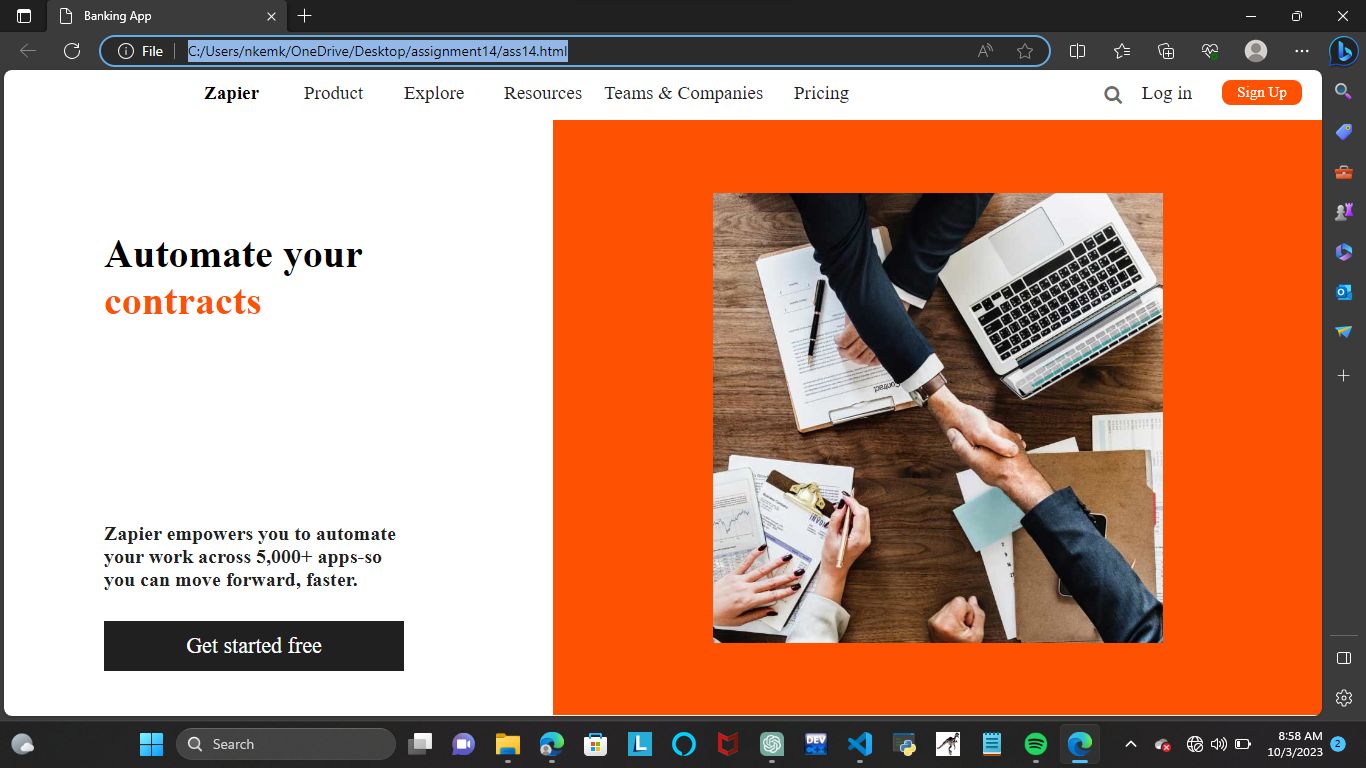 Banking App
File
C:/Users/nkemk/OneDrive/Desktop/assignment14/ass14.html
Zapier Product Explore Resources Teams & Companies Pricing Log in Sign Up
Automate your
contracts
Contract
Zapier empowers you to automate
your work across 5,000+ apps-so
you can move forward, faster.
Get started free
Search
L
DEV
8:58 AM
10/3/2023
2